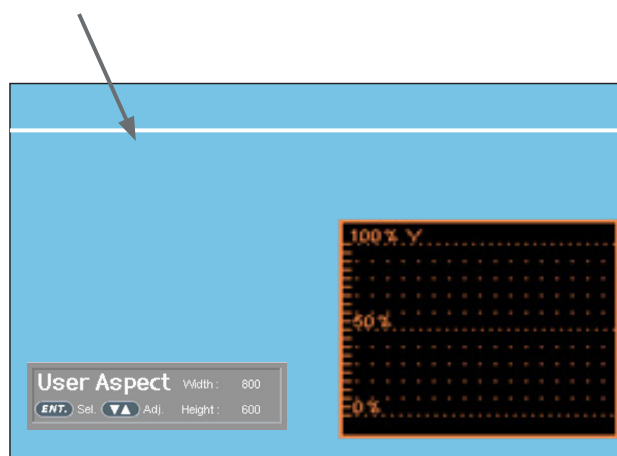 100% Y
50%
User Aspect Width : 800
0%
ENT. Sel. ▼▲ Adj. Height : 600